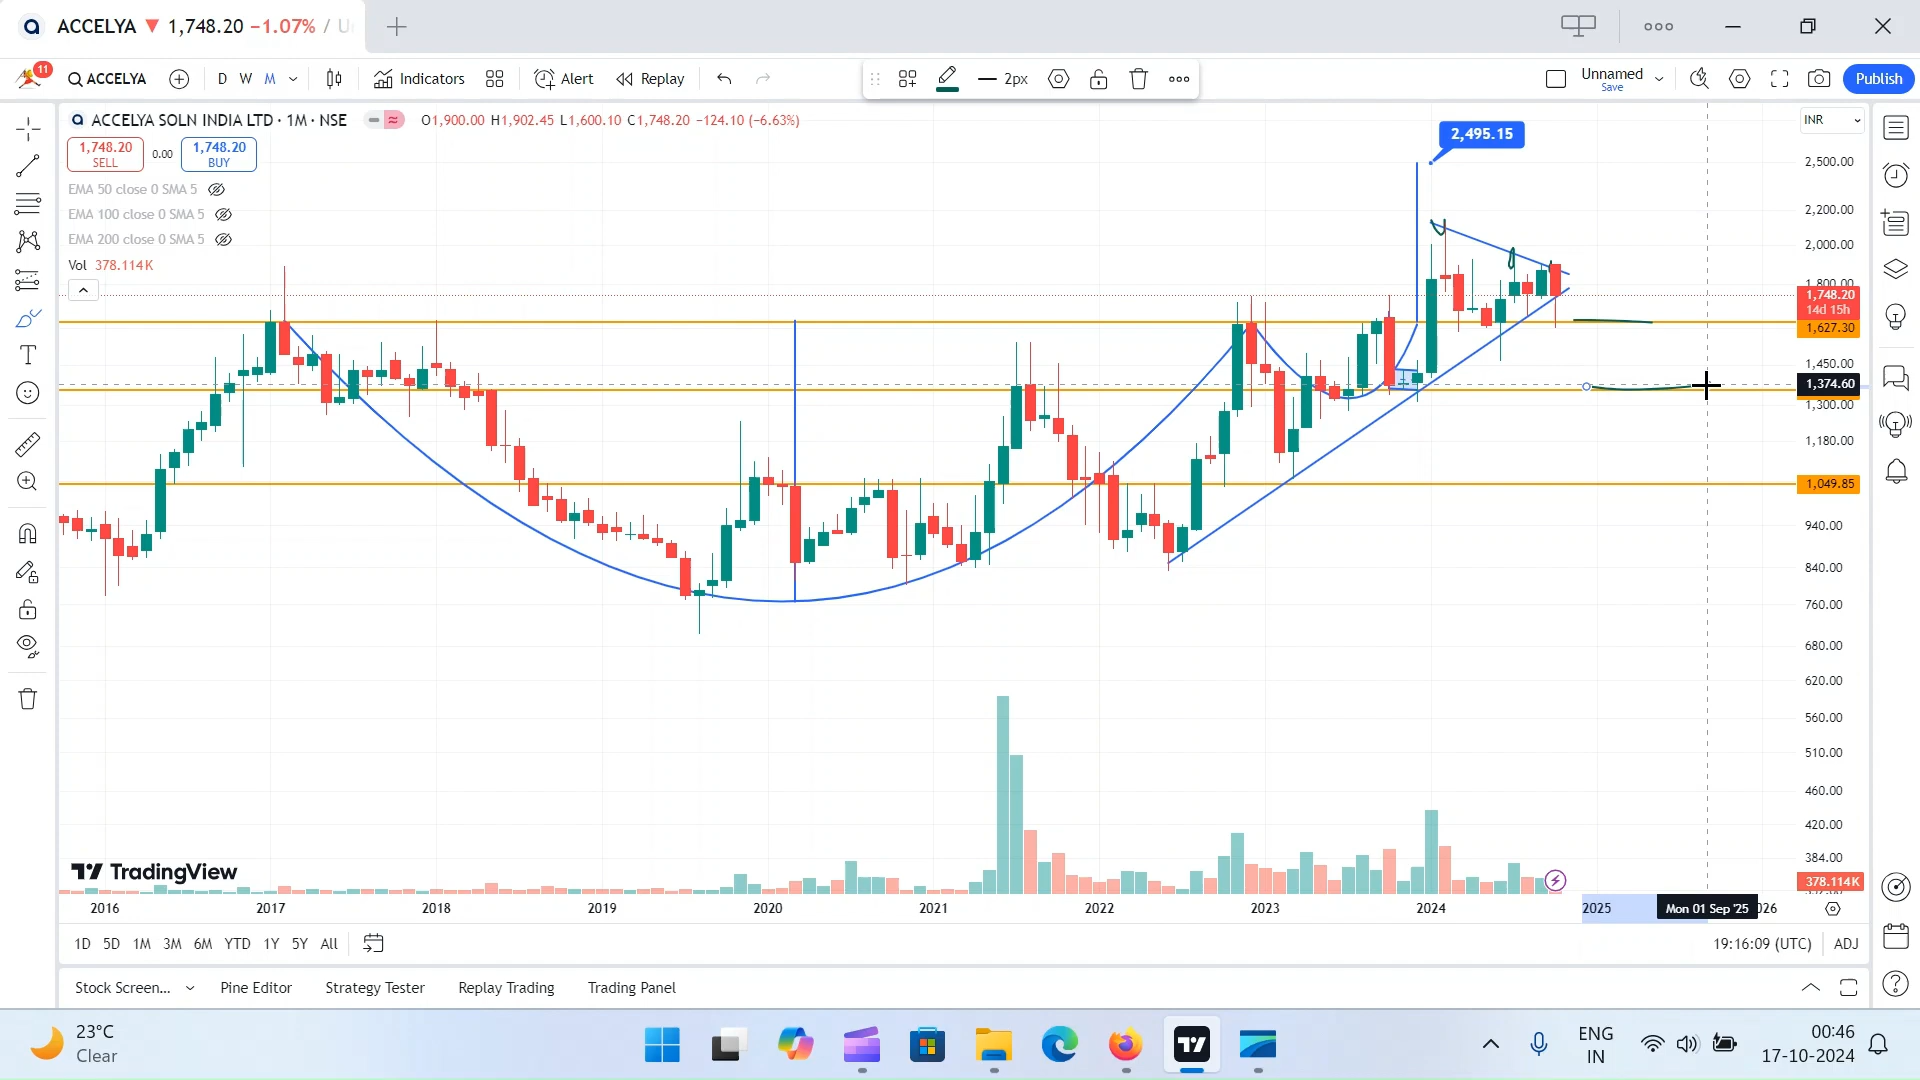 ACCELYA ▼ 1,748.20 −1.07% / U
11
ACCELYA
D W M
Indicators
Alert
Replay
2px
Unnamed
Save
Publish
ACCELYA SOLN INDIA LTD · 1M · NSE
O1,900.00 H1,902.45 L1,600.10 C1,748.20 −124.10 (−6.63%)
INR
1,748.20
SELL
0.00
1,748.20
BUY
EMA 50 close 0 SMA 5
EMA 100 close 0 SMA 5
EMA 200 close 0 SMA 5
Vol 378.114K
2,495.15
2,500.00
2,200.00
2,000.00
1,800.00
1,748.20
14d 15h
1,627.30
1,450.00
1,374.60
1,300.00
1,180.00
1,049.85
940.00
840.00
760.00
680.00
620.00
560.00
510.00
460.00
420.00
384.00
378.114K
TradingView
2016 2017 2018 2019 2020 2021 2022 2023 2024 2025 Mon 01 Sep '25 026
1D 5D 1M 3M 6M YTD 1Y 5Y All
19:16:09 (UTC) ADJ
Stock Screen... Pine Editor Strategy Tester Replay Trading Trading Panel
23°C
Clear
ENG
IN
00:46
17-10-2024